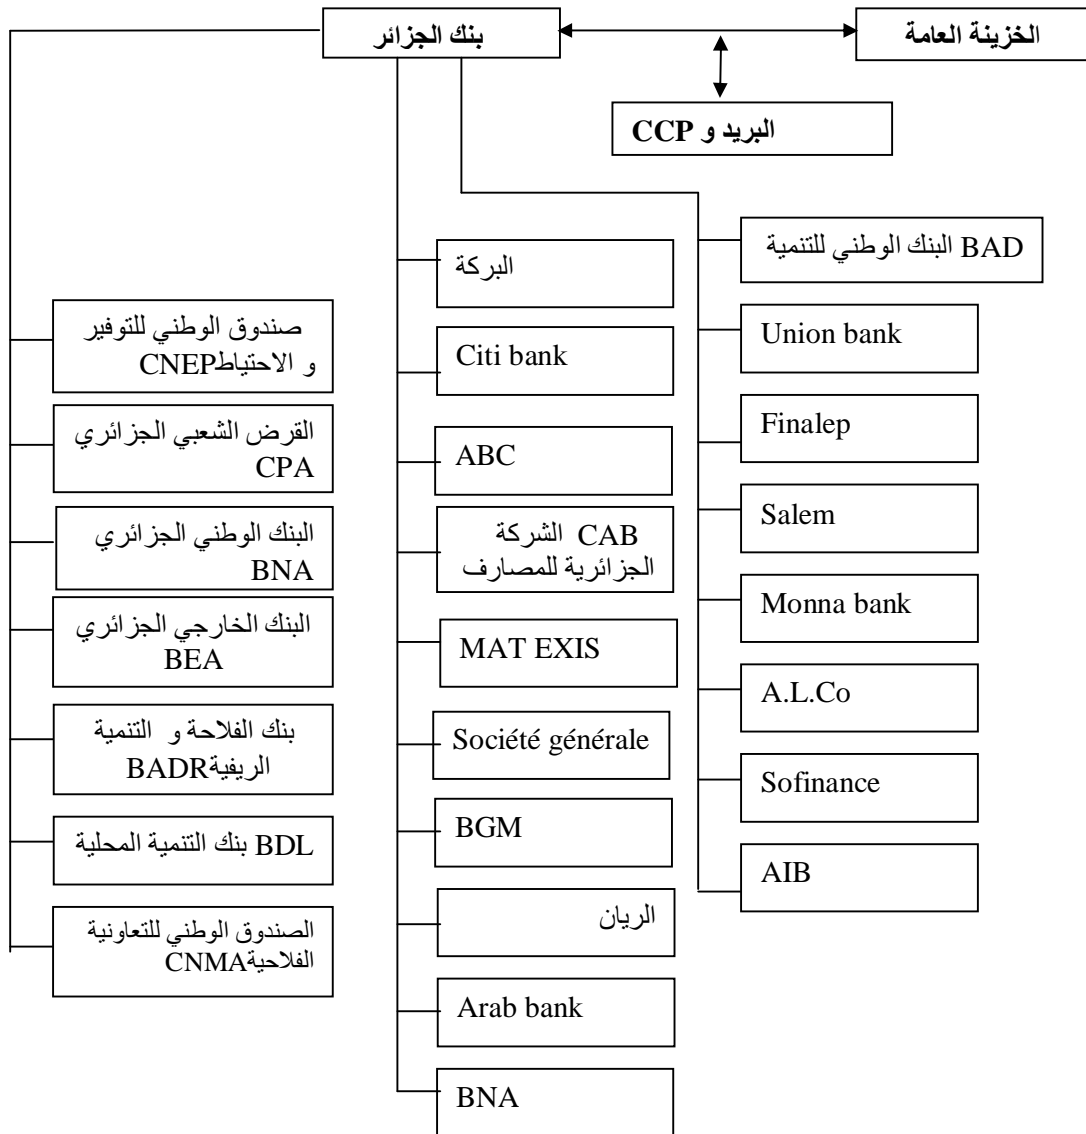 بنك الجزائر
الخزينة العامة
البريد و CCP
صندوق الوطني للتوفير
و الاحتياطCNEP
القرض الشعبي الجزائري
CPA
البنك الوطني الجزائري
BNA
البنك الخارجي الجزائري
BEA
بنك الفلاحة و التنمية
الريفيةBADR
BDL بنك التنمية المحلية
الصندوق الوطني للتعاونية
الفلاحيةCNMA
البركة
Citi bank
ABC
CAB الشركة
الجزائرية للمصارف
MAT EXIS
Société générale
BGM
الريان
Arab bank
BNA
BAD البنك الوطني للتنمية
Union bank
Finalep
Salem
Monna bank
A.L.Co
Sofinance
AIB